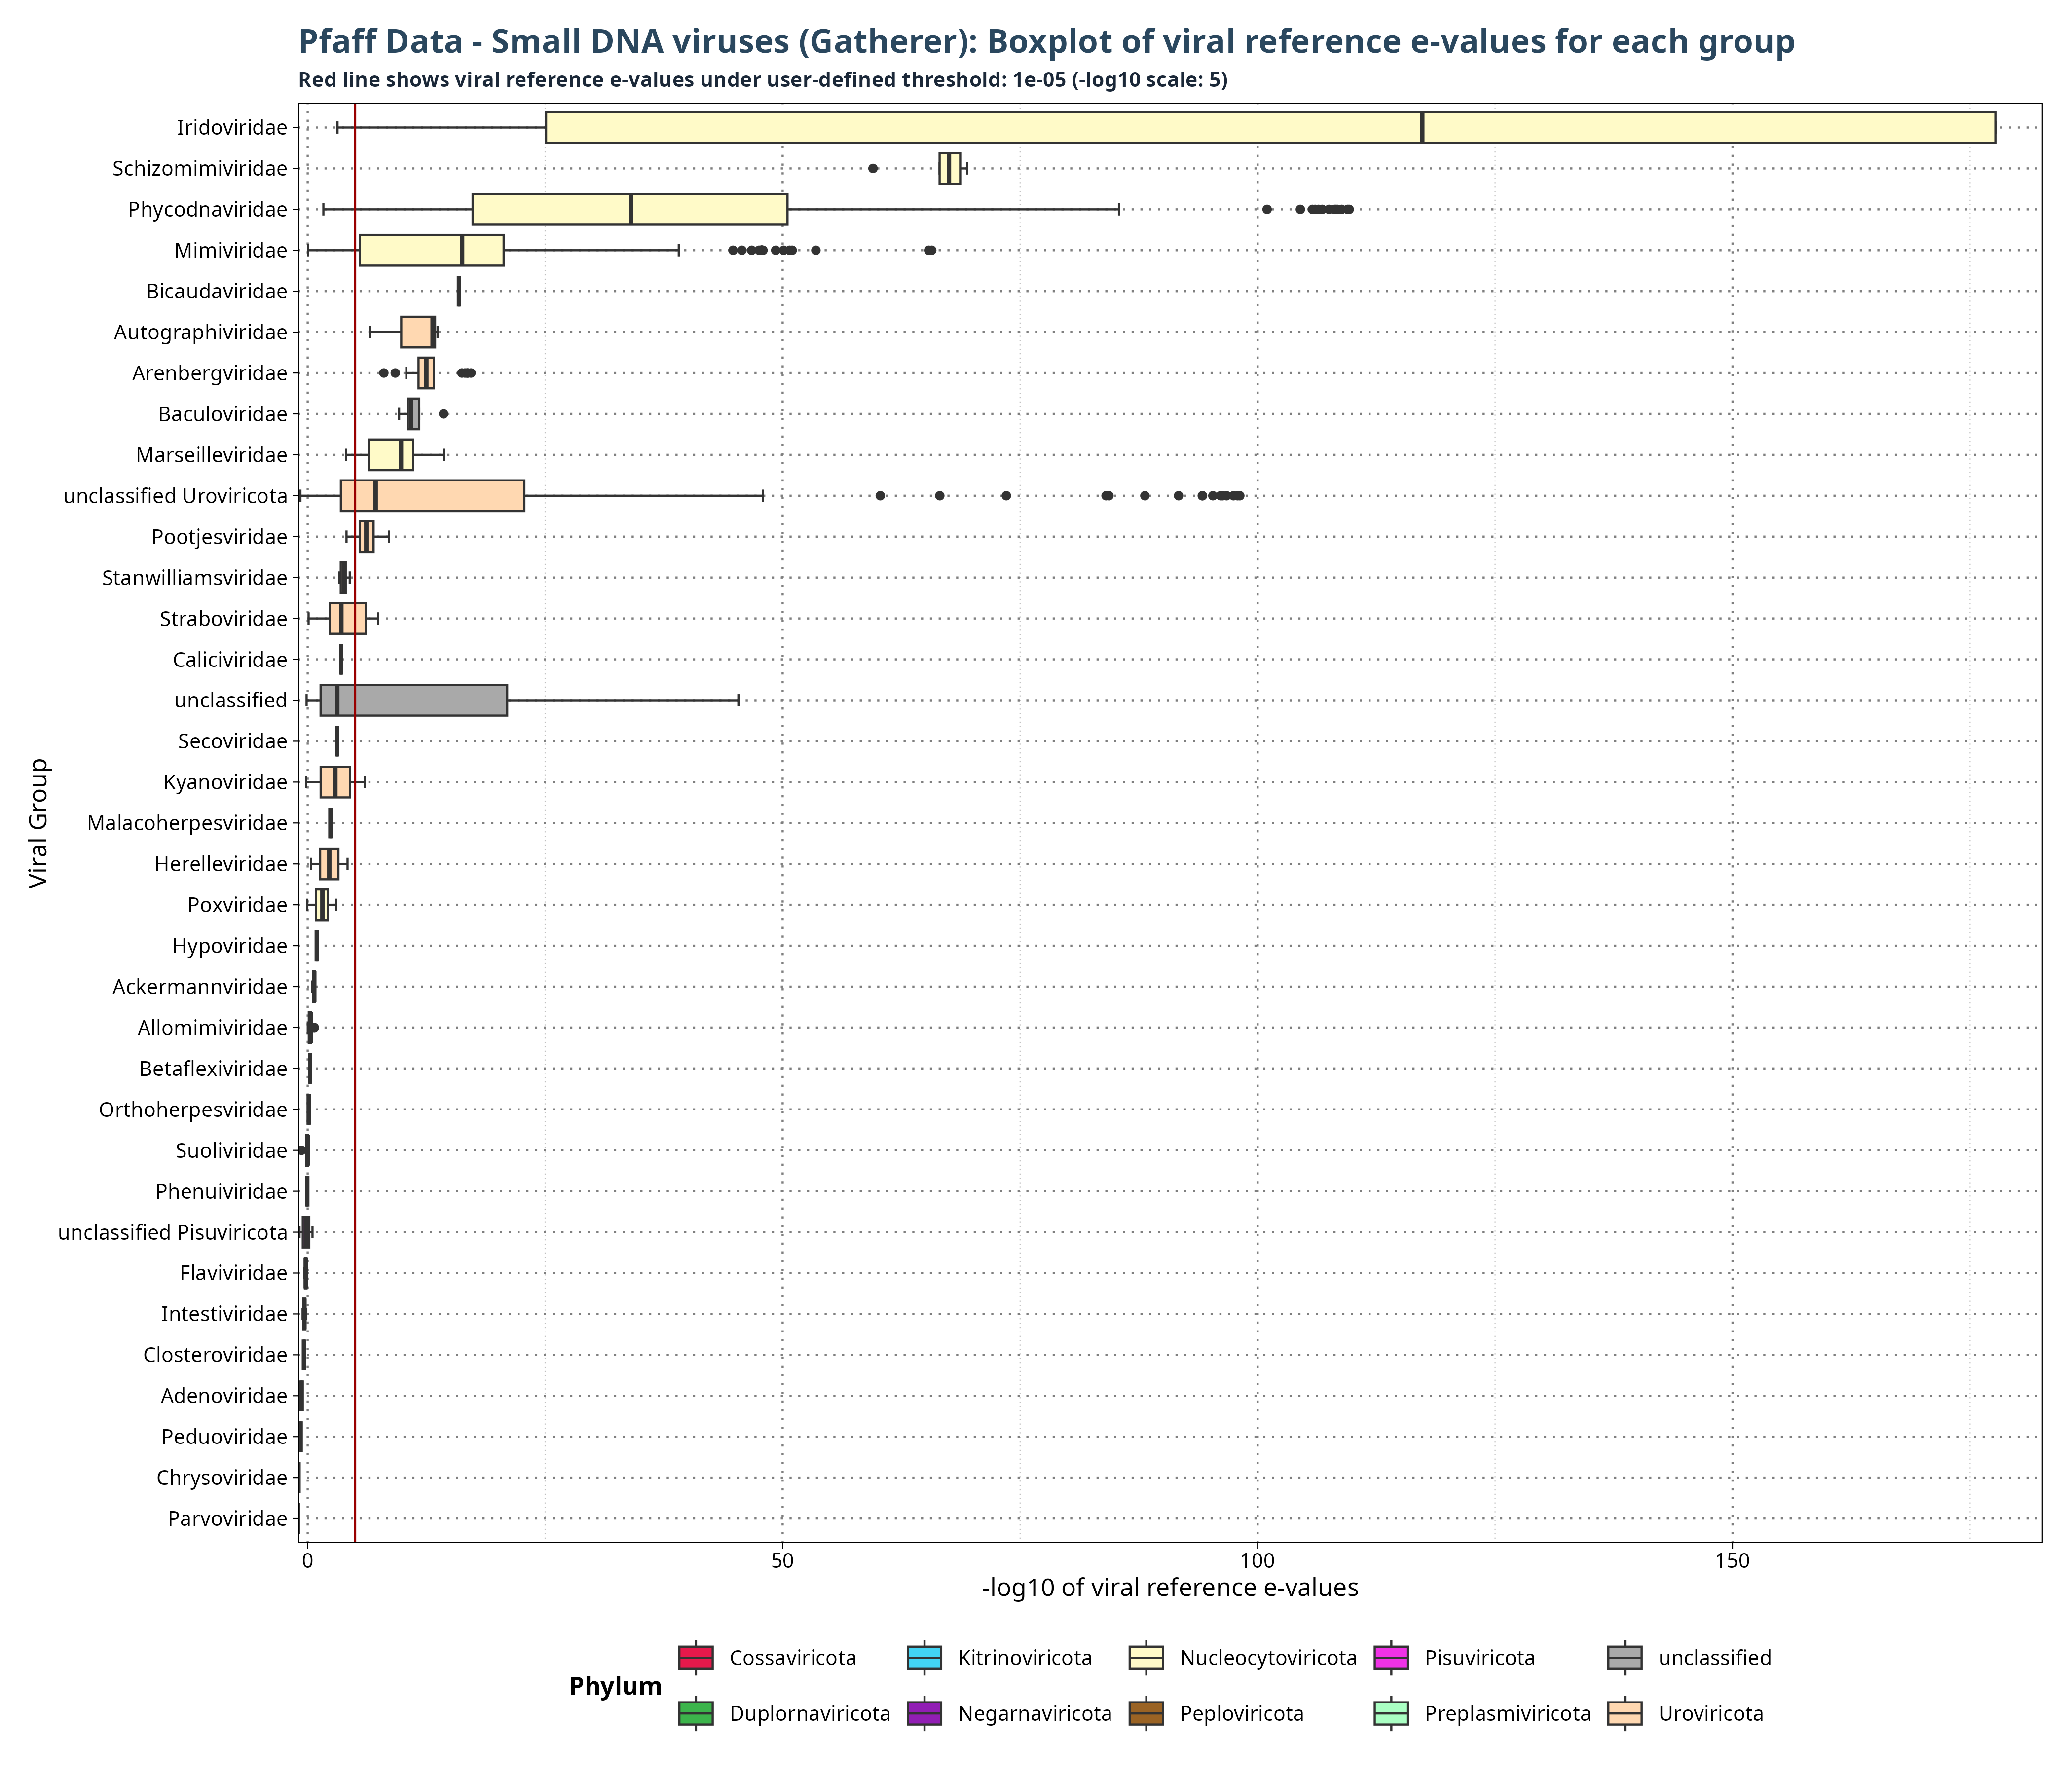 Pfaff Data - Small DNA viruses (Gatherer): Boxplot of viral reference e-values for each group
Red line shows viral reference e-values under user-defined threshold: 1e-05 (-log10 scale: 5)
Viral Group
Iridoviridae
Schizomimiviridae
Phycodnaviridae
Mimiviridae
Bicaudaviridae
Autographiviridae
Arenbergviridae
Baculoviridae
Marseilleviridae
unclassified Uroviricota
Pootjesviridae
Stanwilliamsviridae
Straboviridae
Caliciviridae
unclassified
Secoviridae
Kyanoviridae
Malacoherpesviridae
Herelleviridae
Poxviridae
Hypoviridae
Ackermannviridae
Allomimiviridae
Betaflexiviridae
Orthoherpesviridae
Suoliviridae
Phenuiviridae
unclassified Pisuviricota
Flaviviridae
Intestiviridae
Closteroviridae
Adenoviridae
Peduoviridae
Chrysoviridae
Parvoviridae
0 50 100 150
-log10 of viral reference e-values
Phylum
Cossaviricota Kitrinoviricota Nucleocytoviricota Pisuviricota unclassified
Duplornaviricota Negarnaviricota Peploviricota Preplasmiviricota Uroviricota